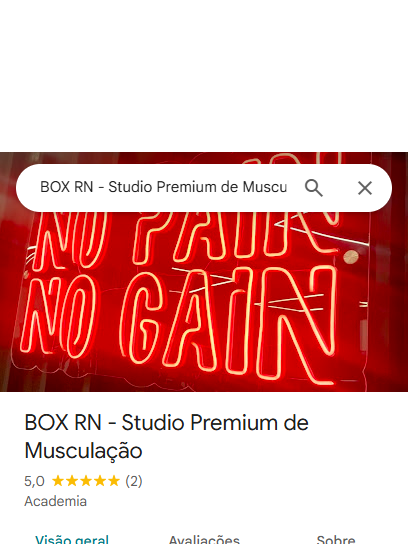 BOX RN - Studio Premium de Muscu
NO PAIN
NO GAIN
BOX RN - Studio Premium de
Musculação
5,0 (2)
Academia
Visão geral Avaliações Sobre